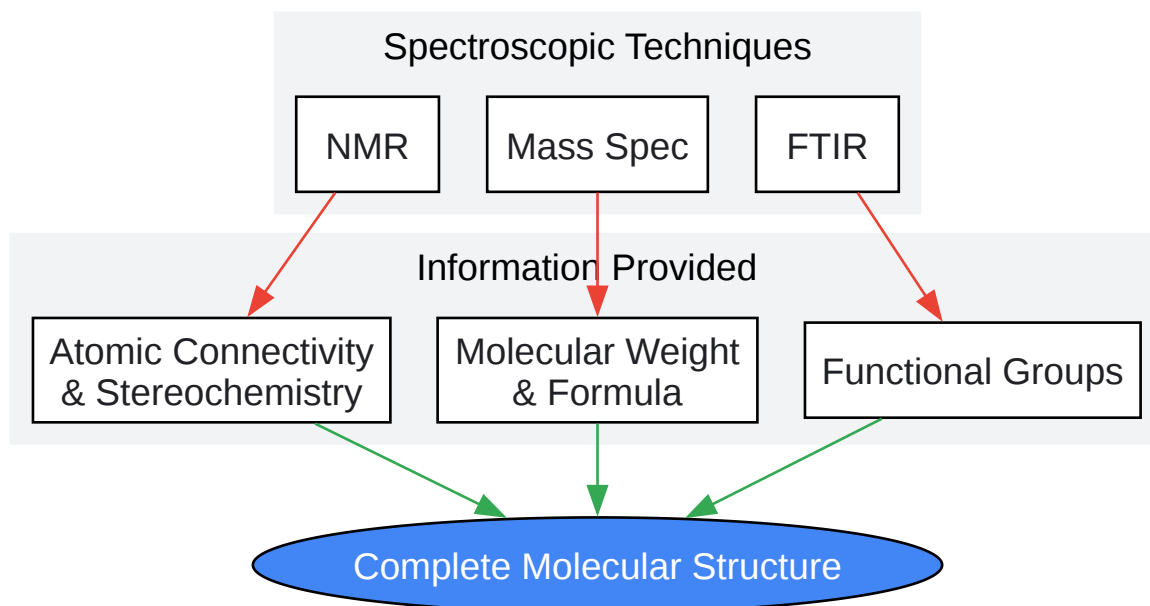 Spectroscopic Techniques
NMR
Mass Spec
FTIR
Information Provided
Atomic Connectivity
& Stereochemistry
Molecular Weight
& Formula
Functional Groups
Complete Molecular Structure